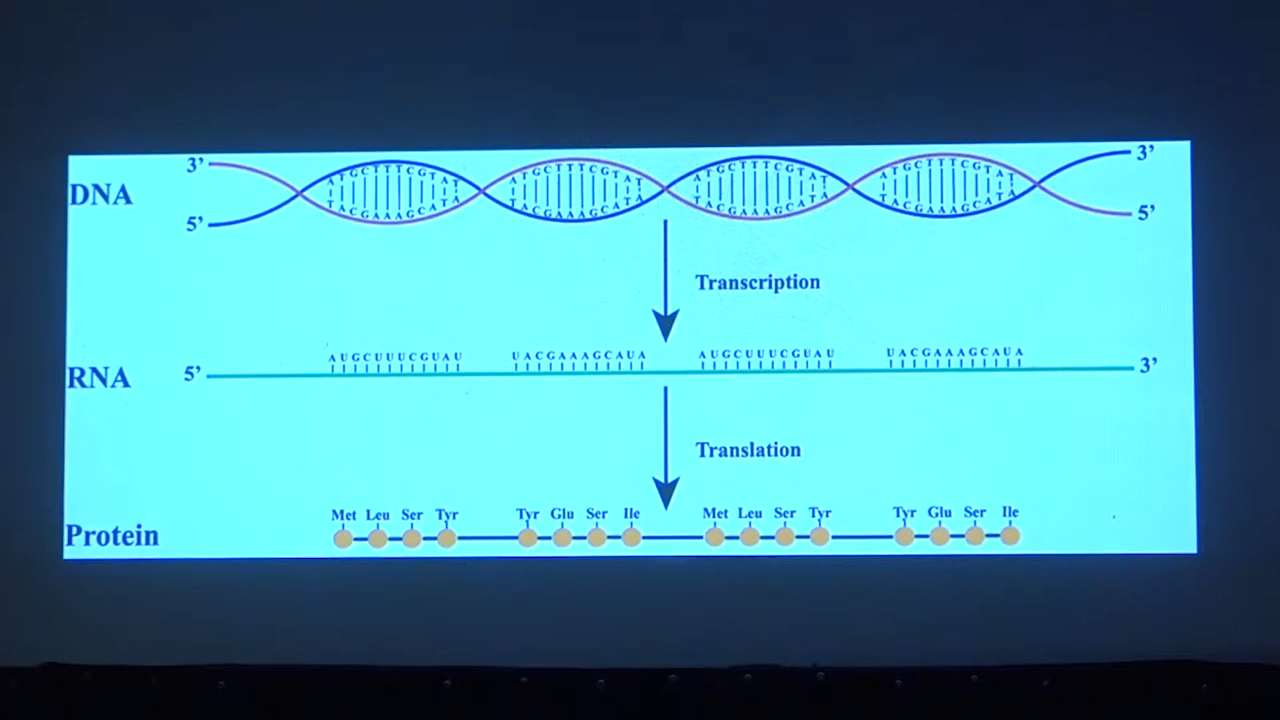 3’
3’
ATGCTTTCGTAT
ATGCTTTCGTAT
ATGCTTTCGTAT
ATGCTTTCGTAT
DNA
TACGAAAGCATA
TACGAAAGCATA
TACGAAAGCATA
TACGAAAGCATA
5’
5’
Transcription
AUGCUUUCGUAU
UACGAAAGCAUA
AUGCUUUCGUAU
UACGAAAGCAUA
RNA
5’
3’
Translation
Met Leu Ser Tyr
Tyr Glu Ser Ile
Met Leu Ser Tyr
Tyr Glu Ser Ile
Protein